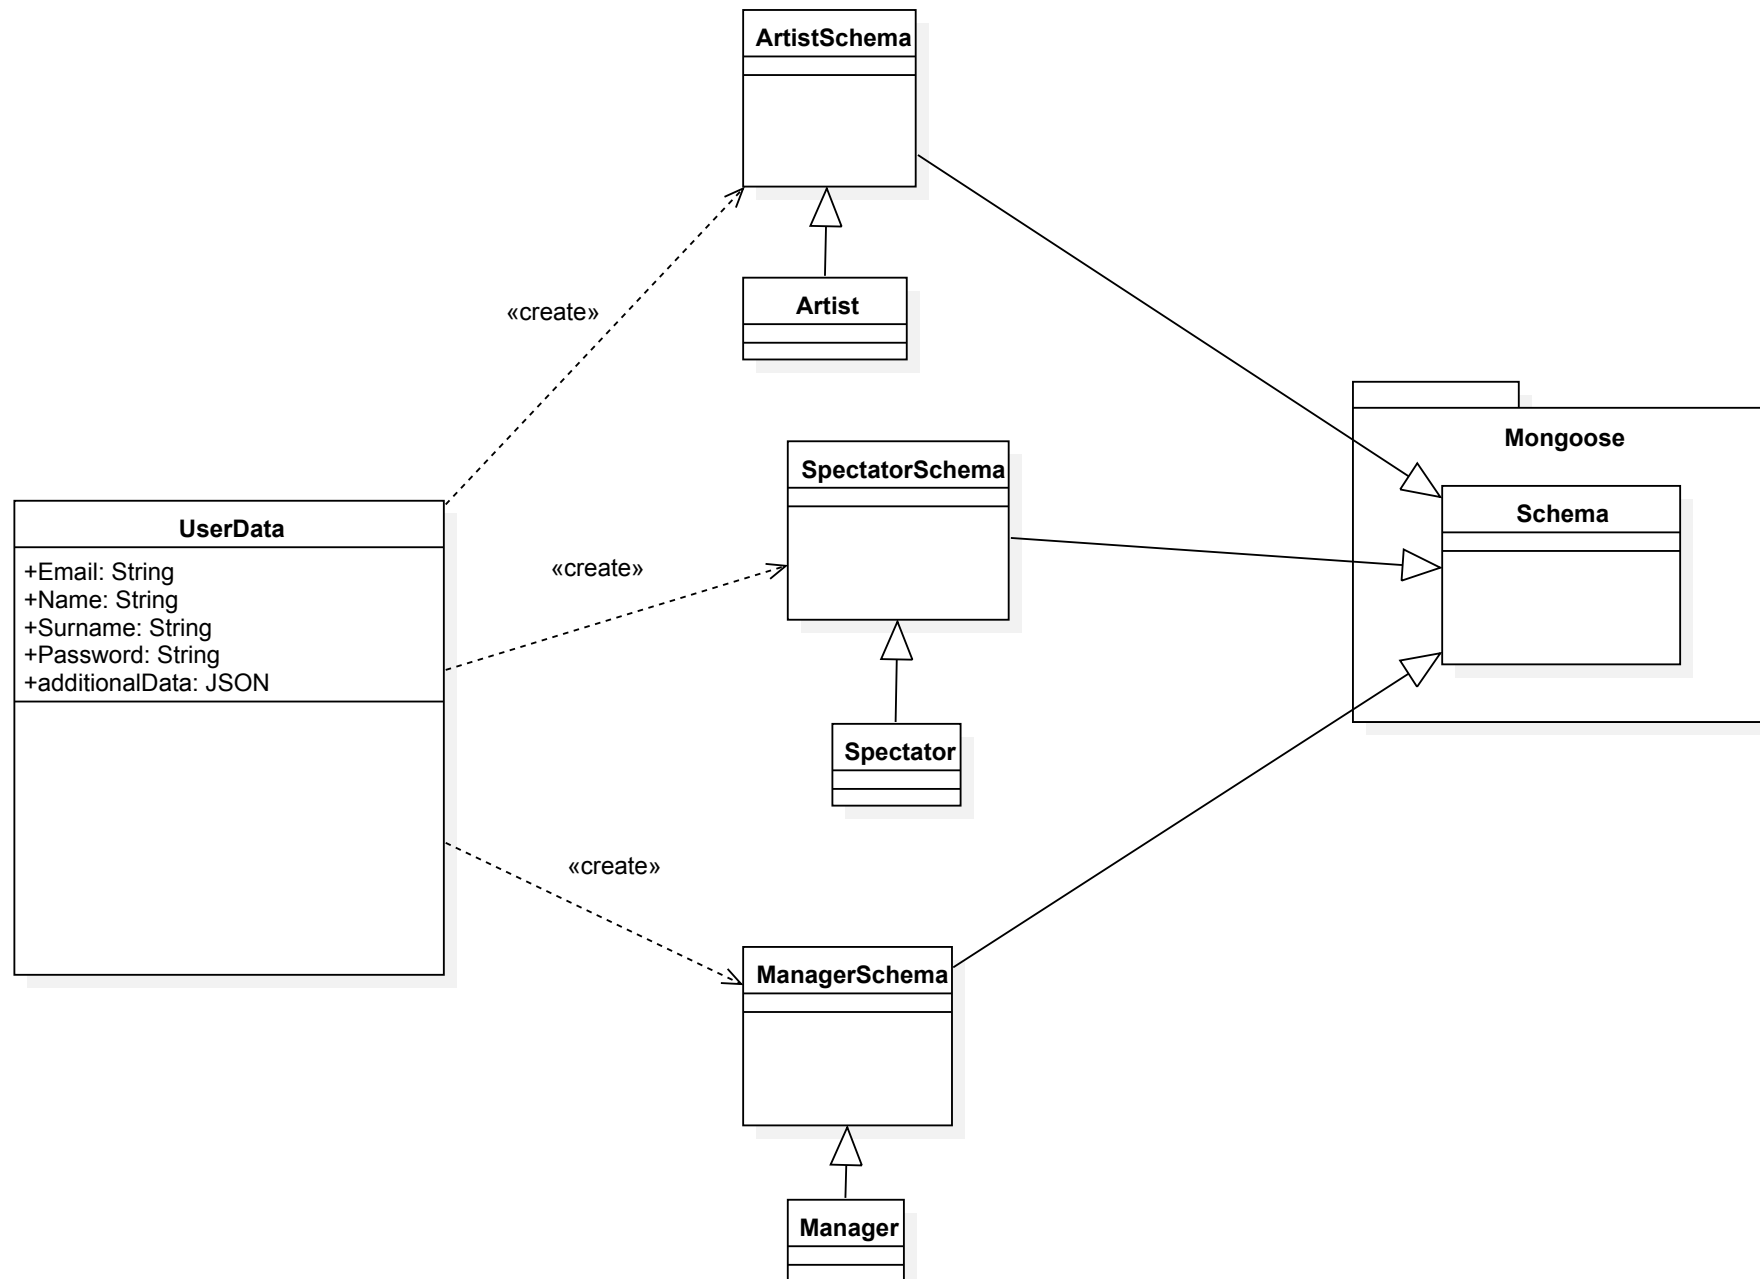 ArtistSchema
«create»
Artist
Mongoose
SpectatorSchema
Schema
UserData
+Email: String
+Name: String
+Surname: String
+Password: String
+additionalData: JSON
«create»
Spectator
«create»
ManagerSchema
Manager